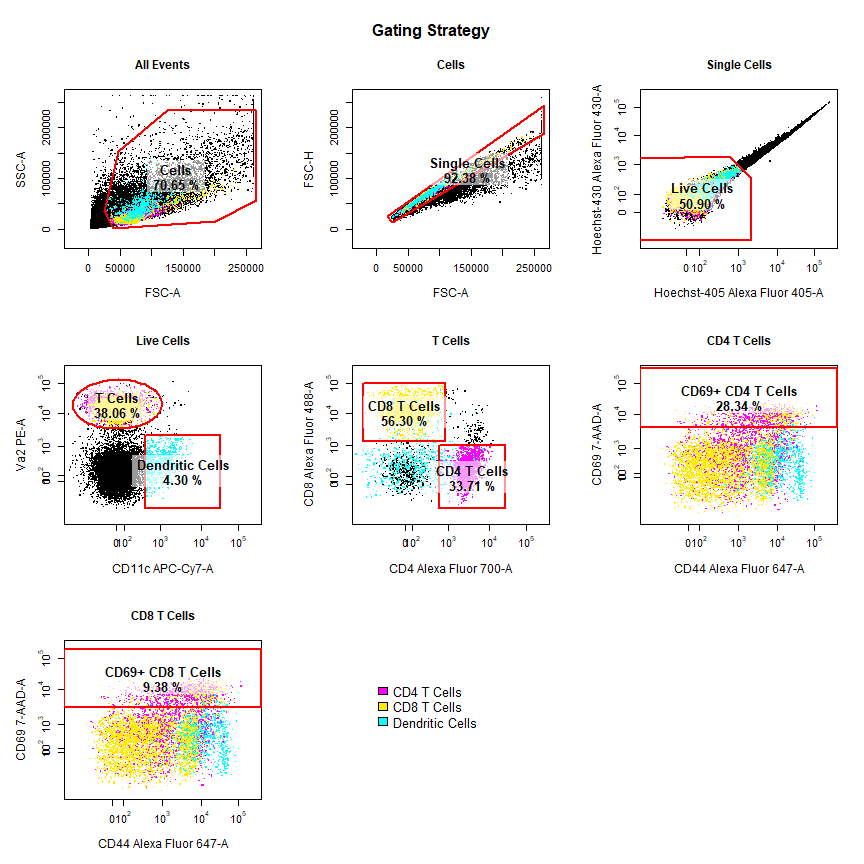 Gating Strategy
All Events
SSC-A
200000
100000
0
Cells
70.65 %
0 50000 150000 250000
FSC-A
Cells
FSC-H
200000
100000
0
Single Cells
92.38 %
0 50000 150000 250000
FSC-A
Single Cells
Hoechst-430 Alexa Fluor 430-A
10^5
10^4
10^3
10^2
0
Live Cells
50.90 %
0 10^2 10^3 10^4 10^5
Hoechst-405 Alexa Fluor 405-A
Live Cells
Va2 PE-A
10^5
10^4
10^3
10^2
0
T Cells
38.06 %
Dendritic Cells
4.30 %
0 10^2 10^3 10^4 10^5
CD11c APC-Cy7-A
T Cells
CD8 Alexa Fluor 488-A
10^5
10^4
10^3
10^2
0
CD8 T Cells
56.30 %
CD4 T Cells
33.71 %
0 10^2 10^3 10^4 10^5
CD4 Alexa Fluor 700-A
CD4 T Cells
CD69 7-AAD-A
10^5
10^4
10^3
10^2
0
CD69+ CD4 T Cells
28.34 %
0 10^2 10^3 10^4 10^5
CD44 Alexa Fluor 647-A
CD8 T Cells
CD69 7-AAD-A
10^5
10^4
10^3
10^2
0
CD69+ CD8 T Cells
9.38 %
0 10^2 10^3 10^4 10^5
CD44 Alexa Fluor 647-A
CD4 T Cells
CD8 T Cells
Dendritic Cells